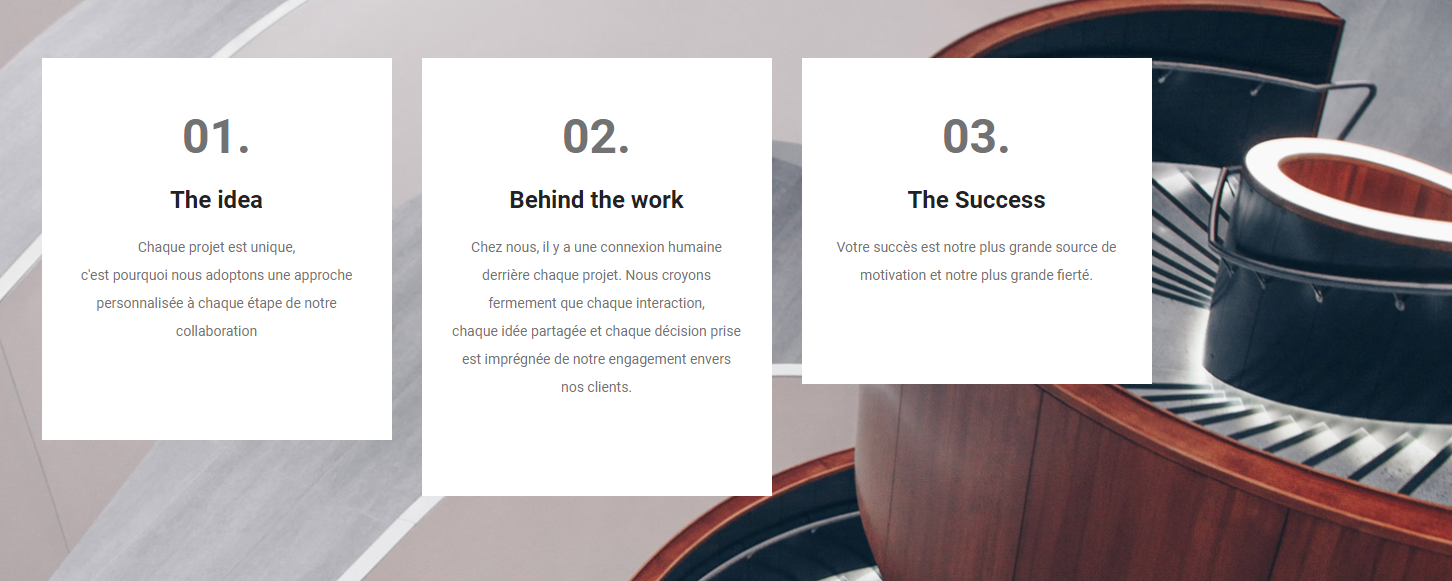 01.
The idea
Chaque projet est unique,
c'est pourquoi nous adoptons une approche
personnalisée à chaque étape de notre
collaboration
02.
Behind the work
Chez nous, il y a une connexion humaine
derrière chaque projet. Nous croyons
fermement que chaque interaction,
chaque idée partagée et chaque décision prise
est imprégnée de notre engagement envers
nos clients.
03.
The Success
Votre succès est notre plus grande source de
motivation et notre plus grande fierté.